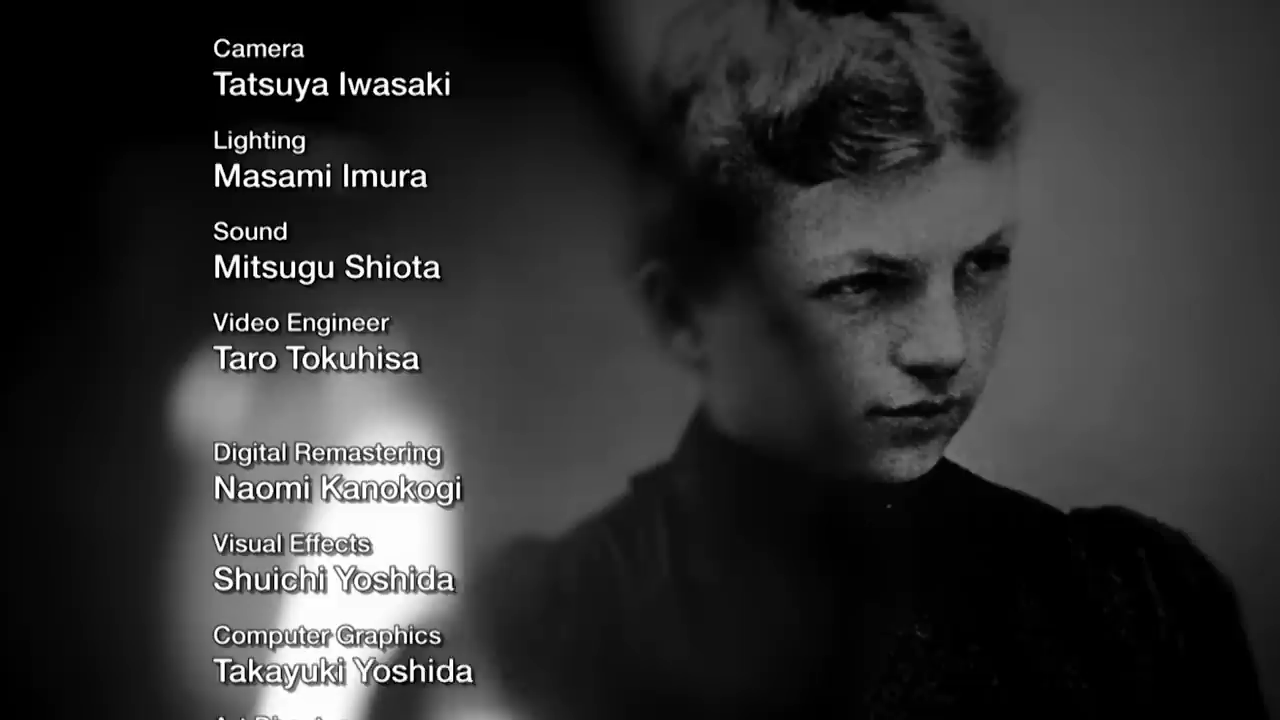 Camera
Tatsuya Iwasaki
Lighting
Masami Imura
Sound
Mitsugu Shiota
Video Engineer
Taro Tokuhisa
Digital Remastering
Naomi Kanokogi
Visual Effects
Shuichi Yoshida
Computer Graphics
Takayuki Yoshida